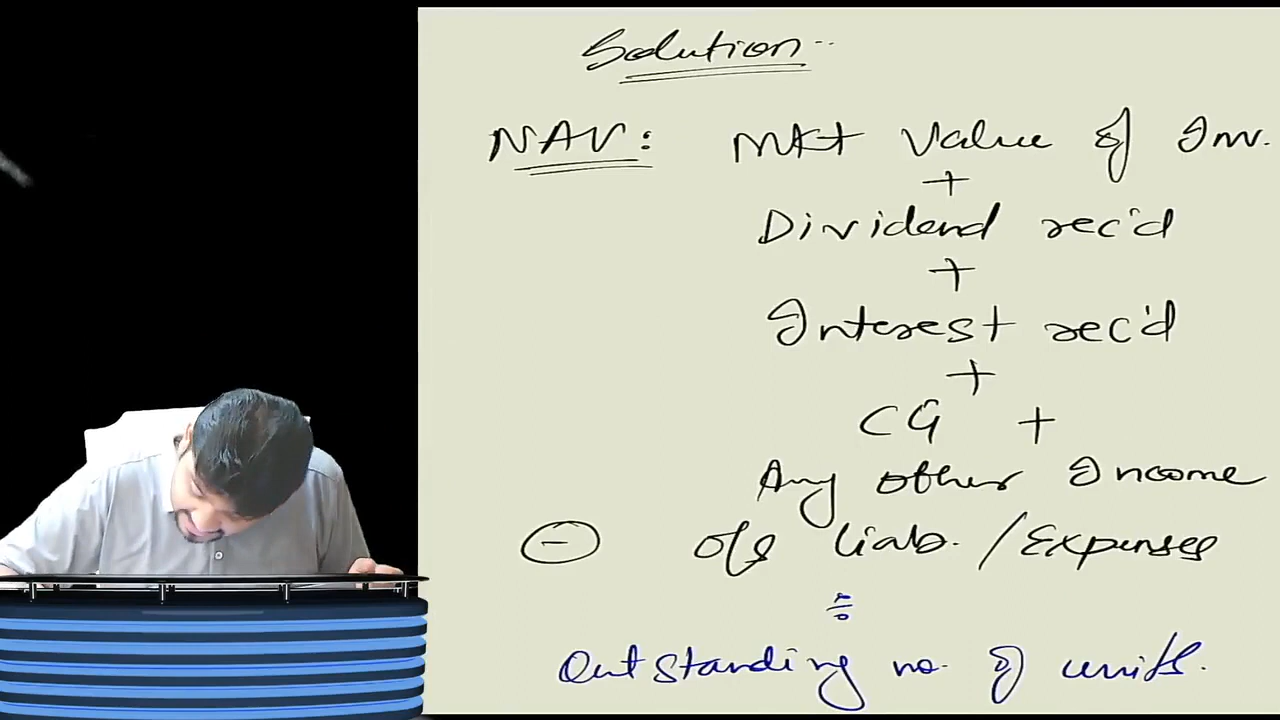 Solution..
NAV: Mkt Value of Inv.
+
Dividend rec'd
+
Interest rec'd
+
CG +
Any other Income
(-) o/s liab. / Expenses
÷
Outstanding no. of units.